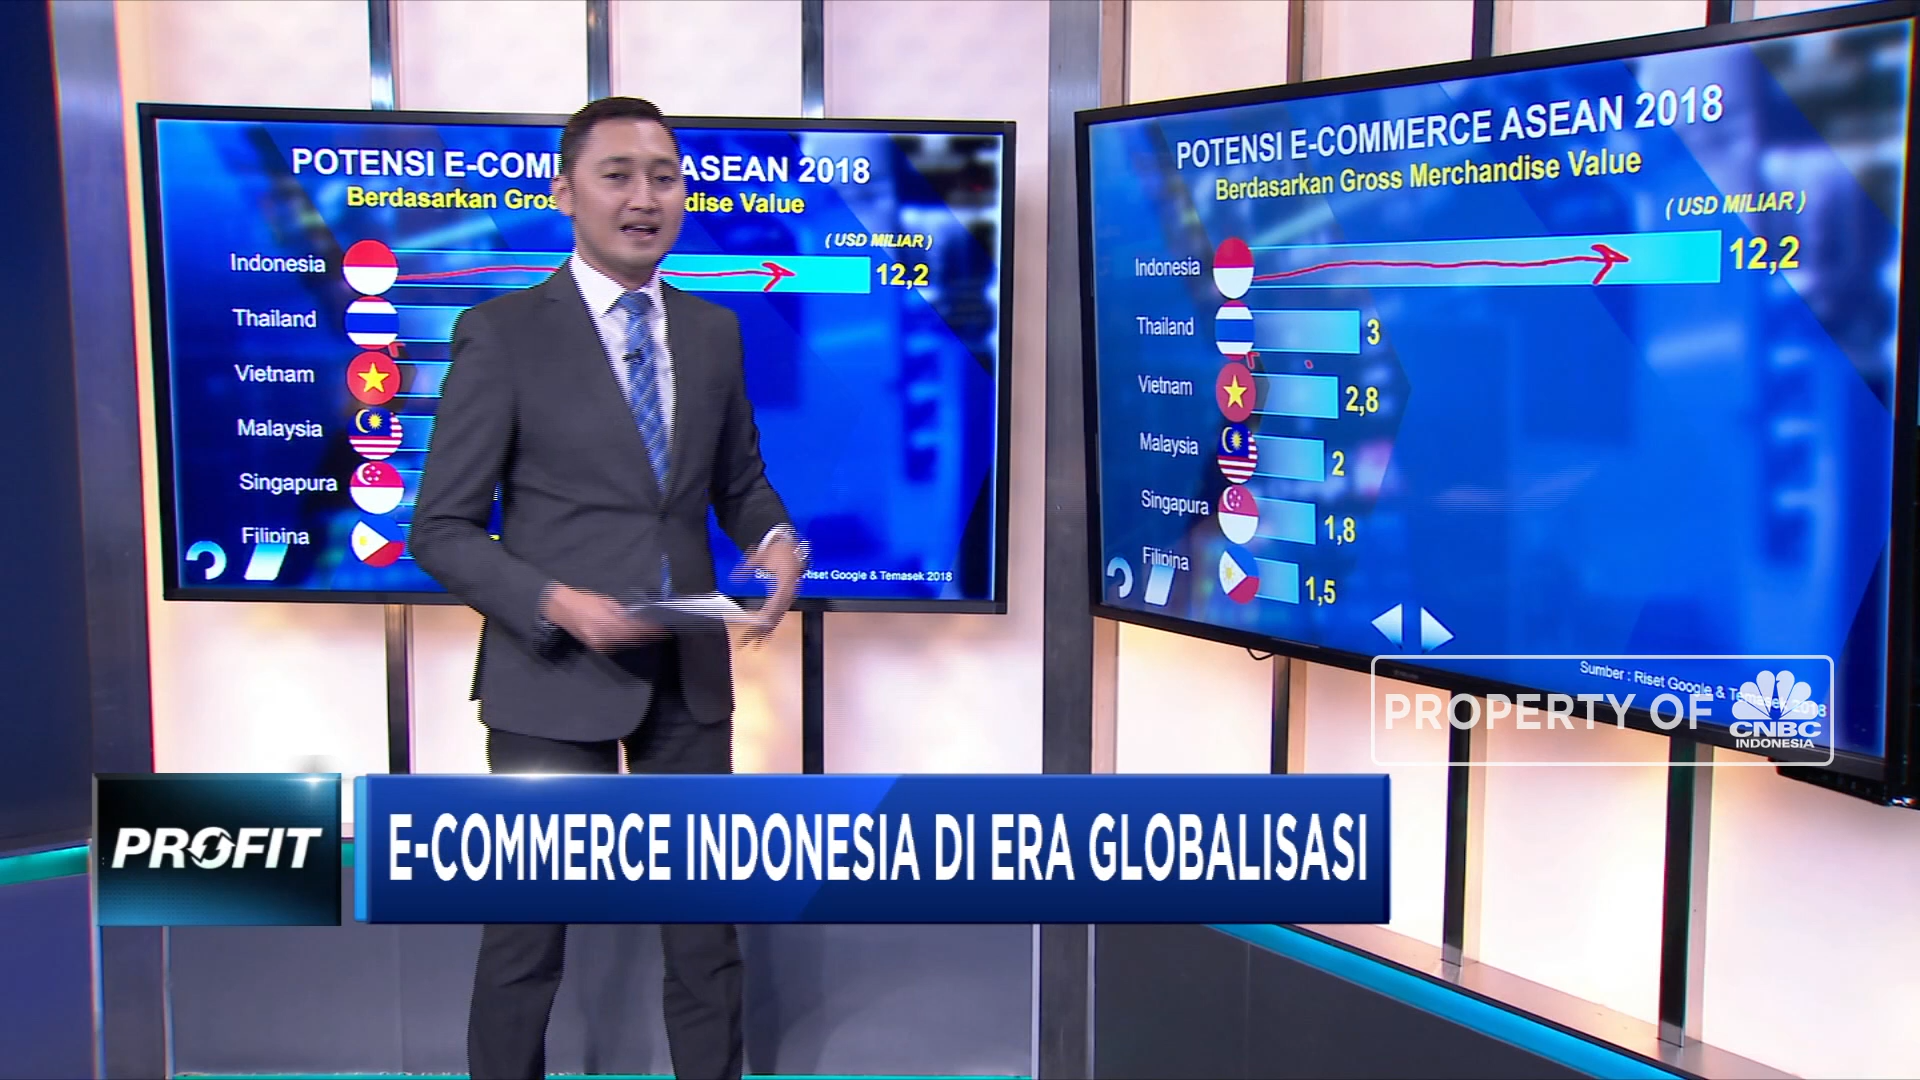 POTENSI E-COM ASEAN 2018
Berdasarkan Gros dise Value
( USD MILIAR )
Indonesia 12,2
Thailand
Vietnam
Malaysia
Singapura
Filipina
Riset Google & Temasek 2018
POTENSI E-COMMERCE ASEAN 2018
Berdasarkan Gross Merchandise Value
( USD MILIAR )
Indonesia 12,2
Thailand 3
Vietnam 2,8
Malaysia 2
Singapura 1,8
Filipina 1,5
Sumber : Riset Google & Temasek 2018
PROPERTY OF CNBC
INDONESIA
PROFIT
E-COMMERCE INDONESIA DI ERA GLOBALISASI